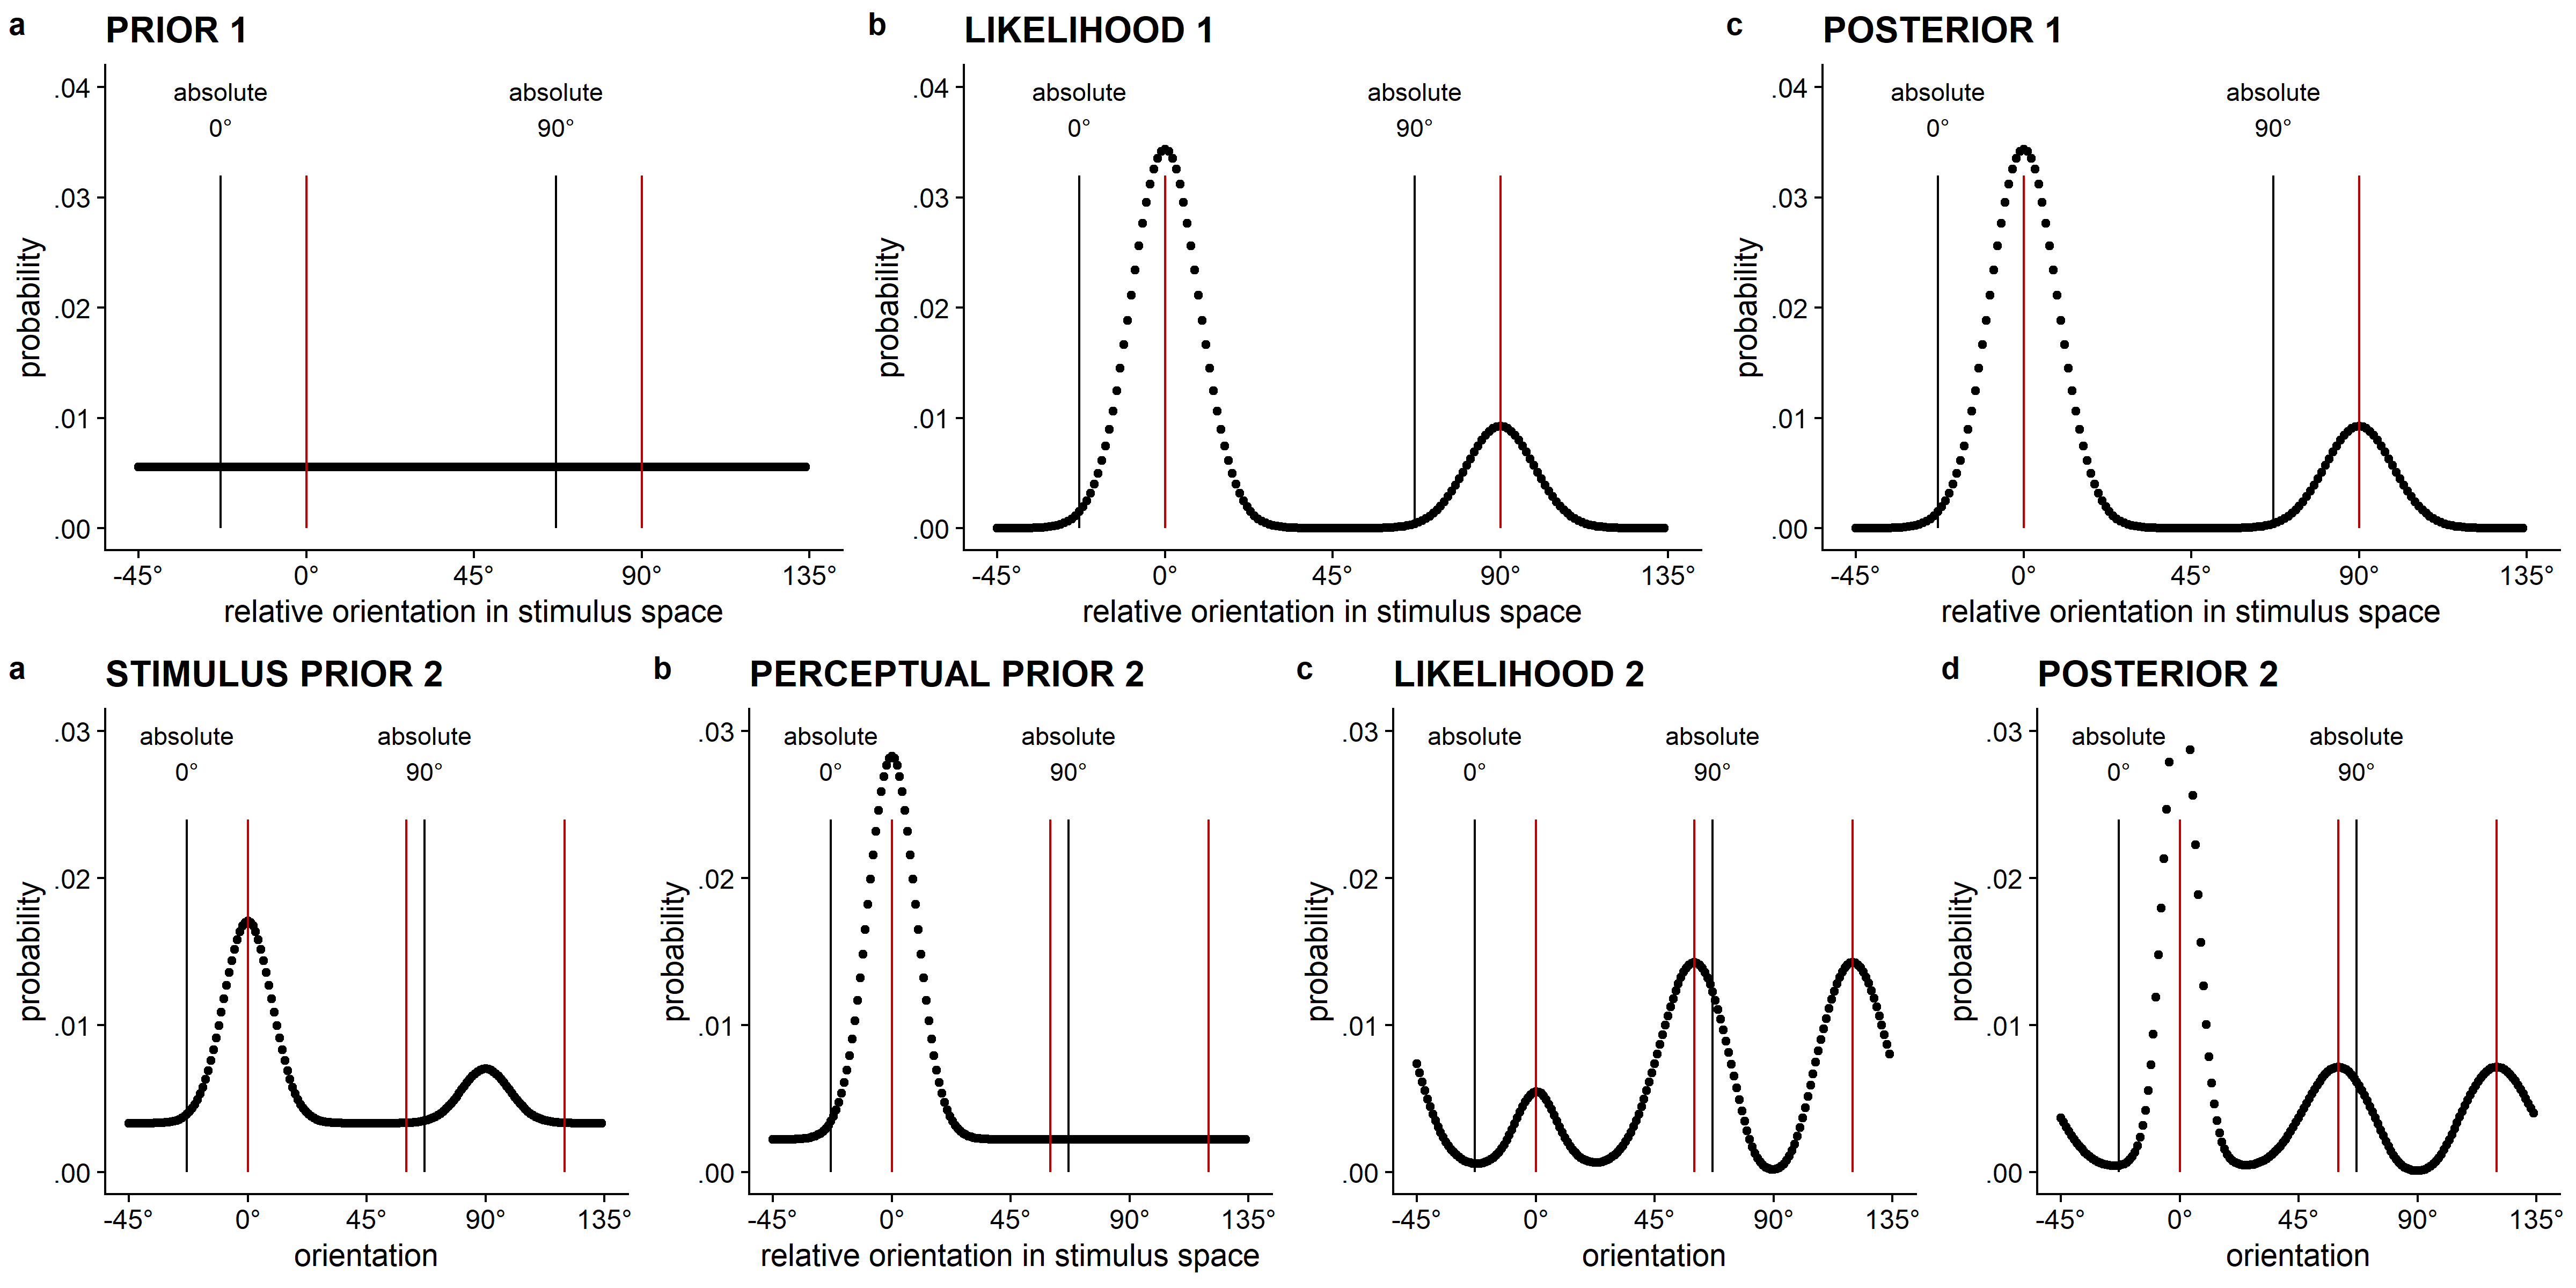 a PRIOR 1
.04
.03
.02
.01
.00
probability
absolute
0°
absolute
90°
-45° 0° 45° 90° 135°
relative orientation in stimulus space
b LIKELIHOOD 1
.04
.03
.02
.01
.00
probability
absolute
0°
absolute
90°
-45° 0° 45° 90° 135°
relative orientation in stimulus space
c POSTERIOR 1
.04
.03
.02
.01
.00
probability
absolute
0°
absolute
90°
-45° 0° 45° 90° 135°
relative orientation in stimulus space
a STIMULUS PRIOR 2
.03
.02
.01
.00
probability
absolute
0°
absolute
90°
-45° 0° 45° 90° 135°
orientation
b PERCEPTUAL PRIOR 2
.03
.02
.01
.00
probability
absolute
0°
absolute
90°
-45° 0° 45° 90° 135°
relative orientation in stimulus space
c LIKELIHOOD 2
.03
.02
.01
.00
probability
absolute
0°
absolute
90°
-45° 0° 45° 90° 135°
orientation
d POSTERIOR 2
.03
.02
.01
.00
probability
absolute
0°
absolute
90°
-45° 0° 45° 90° 135°
orientation